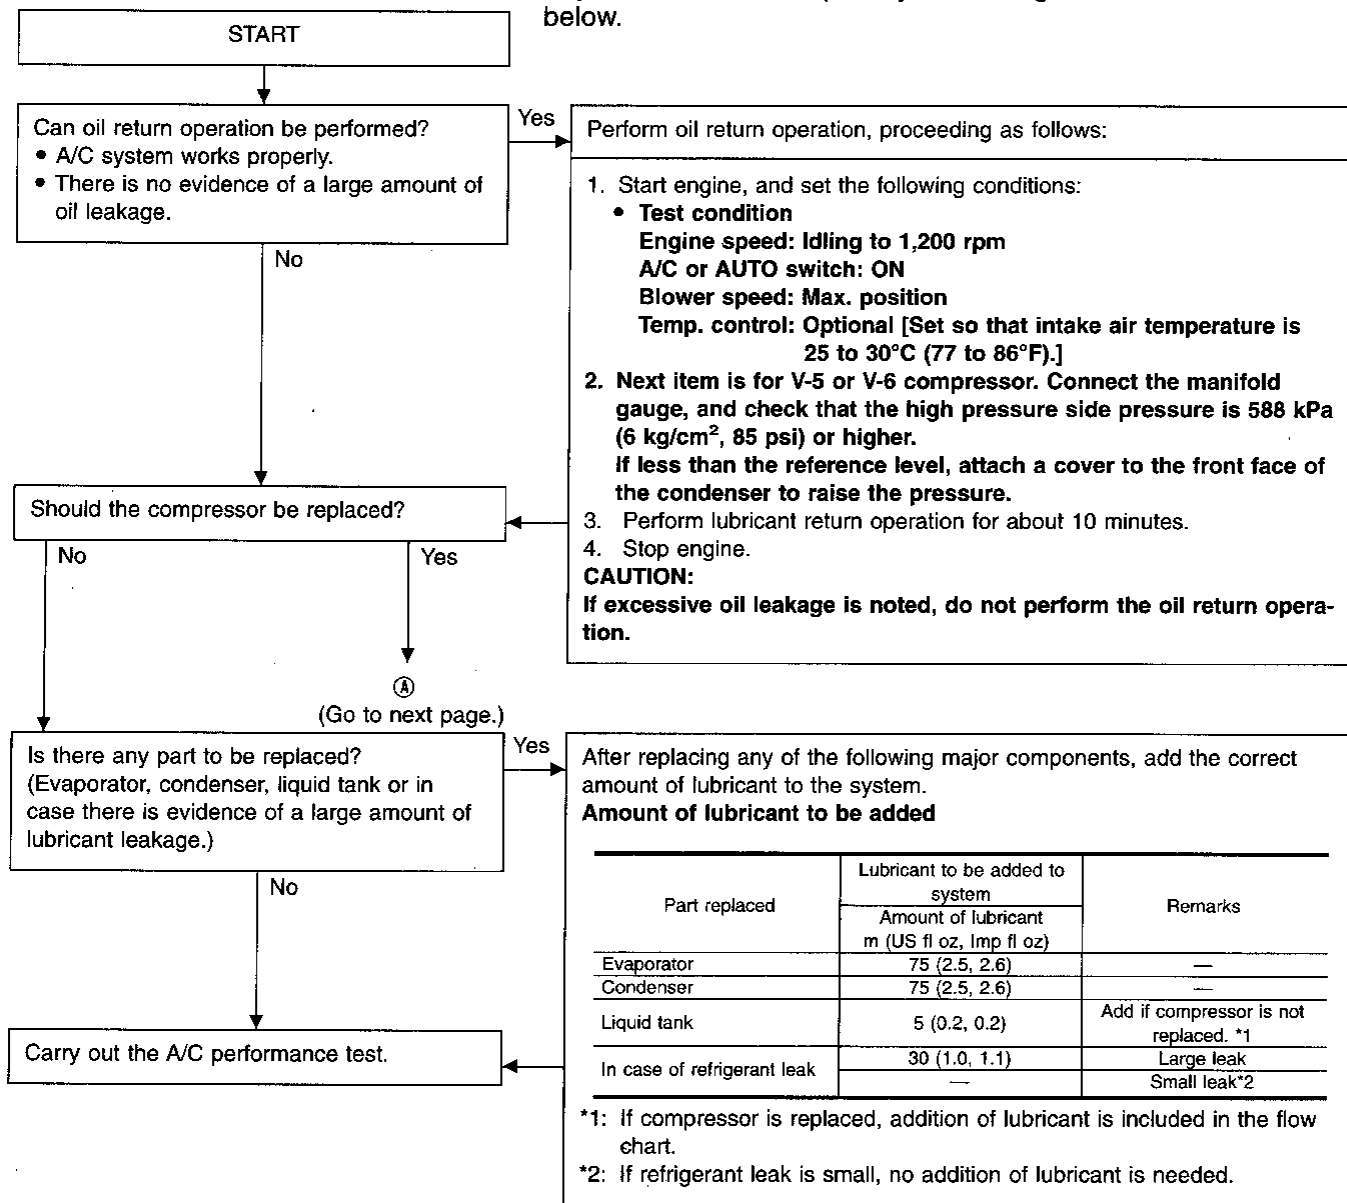 below.
START
Can oil return operation be performed?
• A/C system works properly.
• There is no evidence of a large amount of
oil leakage.
Yes
No
Perform oil return operation, proceeding as follows:
1. Start engine, and set the following conditions:
• Test condition
Engine speed: Idling to 1,200 rpm
A/C or AUTO switch: ON
Blower speed: Max. position
Temp. control: Optional [Set so that intake air temperature is
25 to 30°C (77 to 86°F).]
2. Next item is for V-5 or V-6 compressor. Connect the manifold
gauge, and check that the high pressure side pressure is 588 kPa
(6 kg/cm², 85 psi) or higher.
If less than the reference level, attach a cover to the front face of
the condenser to raise the pressure.
3. Perform lubricant return operation for about 10 minutes.
4. Stop engine.
CAUTION:
If excessive oil leakage is noted, do not perform the oil return opera-
tion.
Should the compressor be replaced?
No
Yes
Ⓐ
(Go to next page.)
Is there any part to be replaced?
(Evaporator, condenser, liquid tank or in
case there is evidence of a large amount of
lubricant leakage.)
Yes
No
After replacing any of the following major components, add the correct
amount of lubricant to the system.
Amount of lubricant to be added
Part replaced
Lubricant to be added to
system
Amount of lubricant
m (US fl oz, Imp fl oz)
Remarks
Evaporator 75 (2.5, 2.6) —
Condenser 75 (2.5, 2.6) —
Liquid tank 5 (0.2, 0.2) Add if compressor is not
replaced. *1
In case of refrigerant leak 30 (1.0, 1.1) Large leak
— Small leak*2
*1: If compressor is replaced, addition of lubricant is included in the flow
chart.
*2: If refrigerant leak is small, no addition of lubricant is needed.
Carry out the A/C performance test.